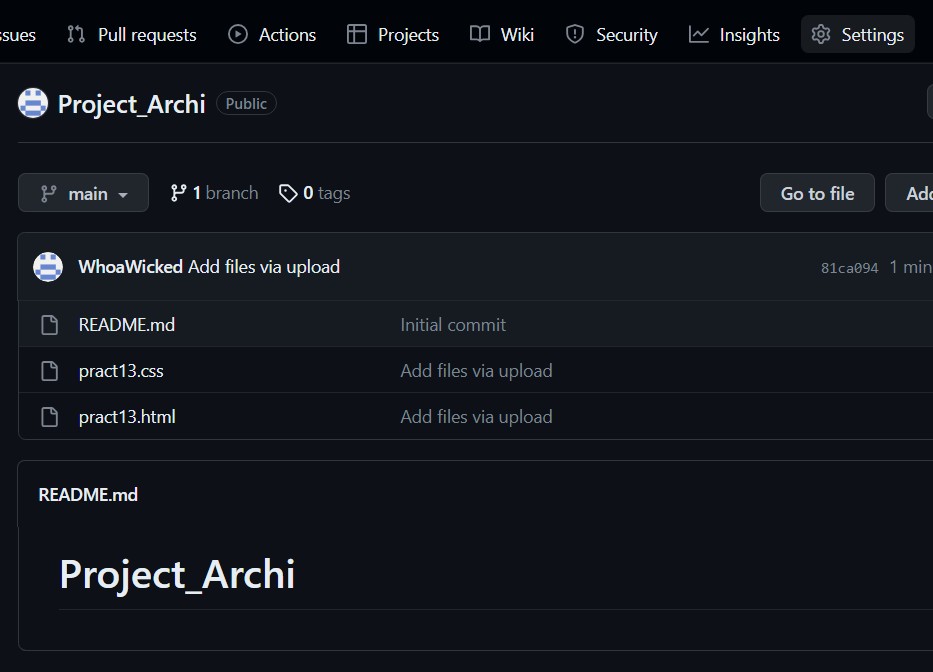 ssues Pull requests Actions Projects Wiki Security Insights Settings
Project_Archi Public
main 1 branch 0 tags Go to file Add
WhoaWicked Add files via upload 81ca094 1 min
README.md Initial commit
pract13.css Add files via upload
pract13.html Add files via upload
README.md
Project_Archi